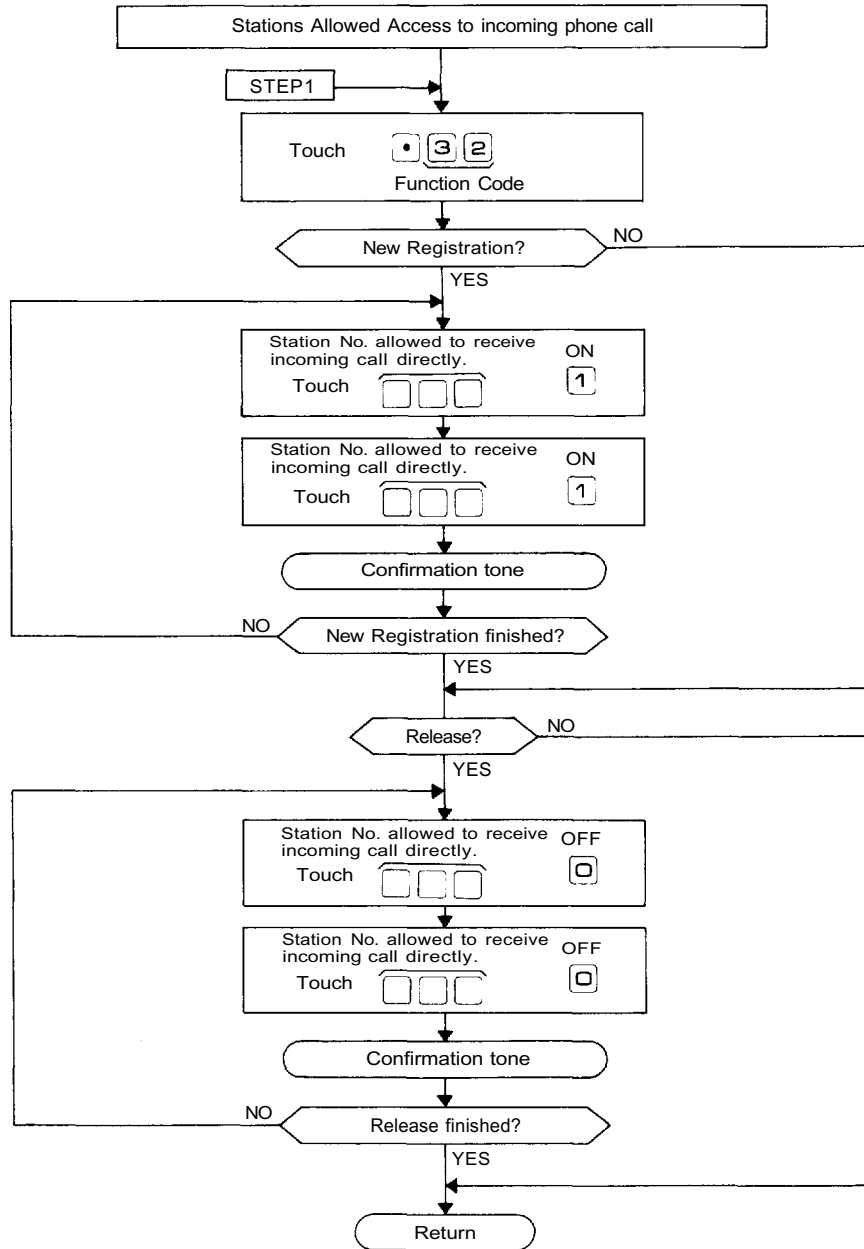 Stations Allowed Access to incoming phone call
STEP1
Touch • 3 2
Function Code
New Registration?
NO
YES
Station No. allowed to receive
incoming call directly.
ON
Touch
1
Station No. allowed to receive
incoming call directly.
ON
Touch
1
Confirmation tone
NO
New Registration finished?
YES
Release?
NO
YES
Station No. allowed to receive
incoming call directly.
OFF
Touch
0
Station No. allowed to receive
incoming call directly.
OFF
Touch
0
Confirmation tone
NO
Release finished?
YES
Return